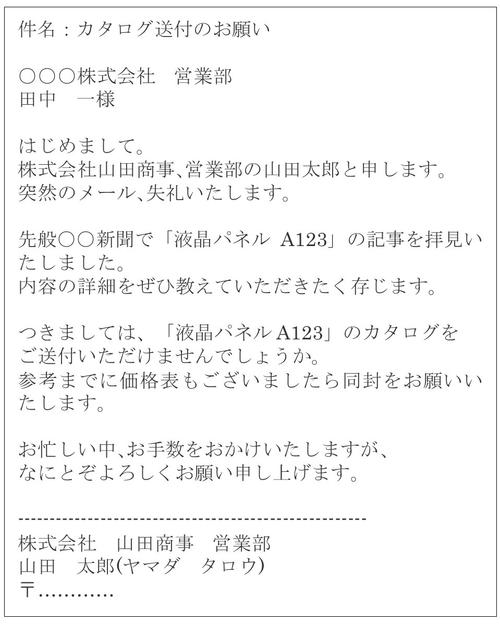 件名：カタログ送付のお願い
〇〇〇株式会社　営業部
田中　一様
はじめまして。
株式会社山田商事、営業部の山田太郎と申します。
突然のメール、失礼いたします。
先般〇〇新聞で「液晶パネル A123」の記事を拝見い
たしました。
内容の詳細をぜひ教えていただきたく存じます。
つきましては、「液晶パネルA123」のカタログを
ご送付いただけませんでしょうか。
参考までに価格表もございましたら同封をお願いい
たします。
お忙しい中、お手数をおかけいたしますが、
なにとぞよろしくお願い申し上げます。
--------------------------------------------------------
株式会社　山田商事　営業部
山田　太郎(ヤマダ　タロウ)
〒…………